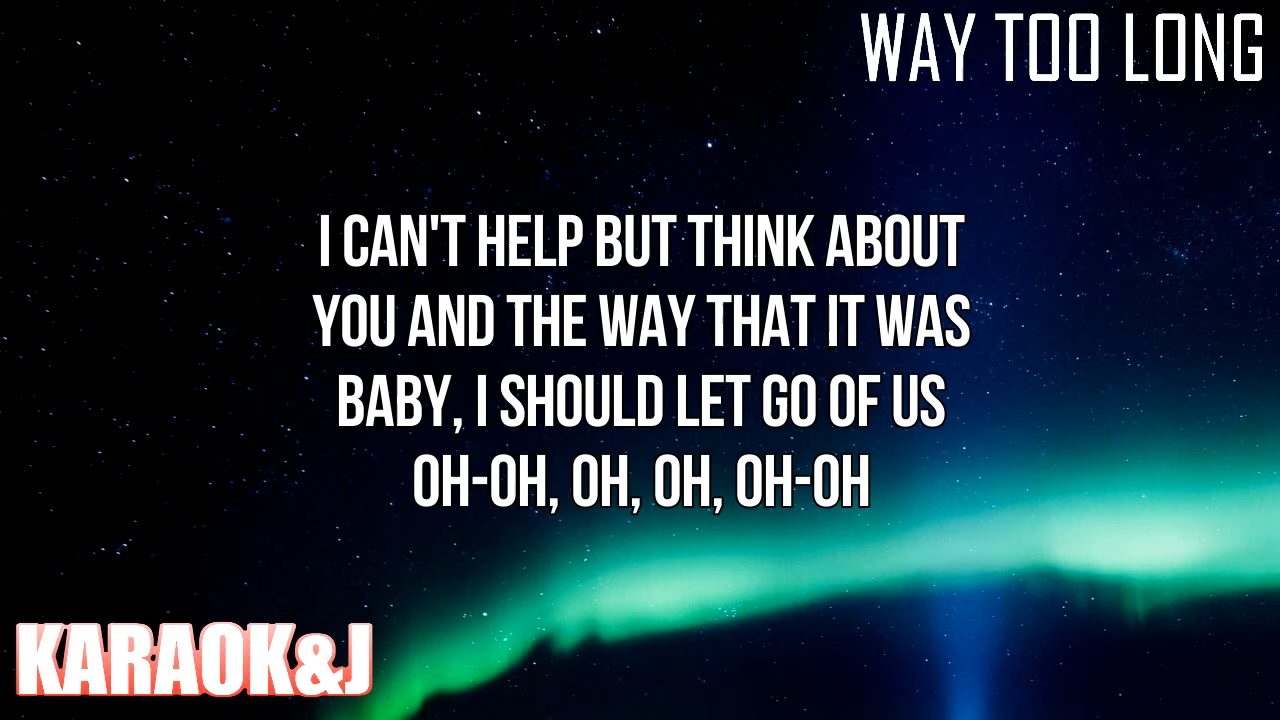 WAY TOO LONG
I CAN'T HELP BUT THINK ABOUT
YOU AND THE WAY THAT IT WAS
BABY, I SHOULD LET GO OF US
OH-OH, OH, OH, OH-OH
KARAOK&J